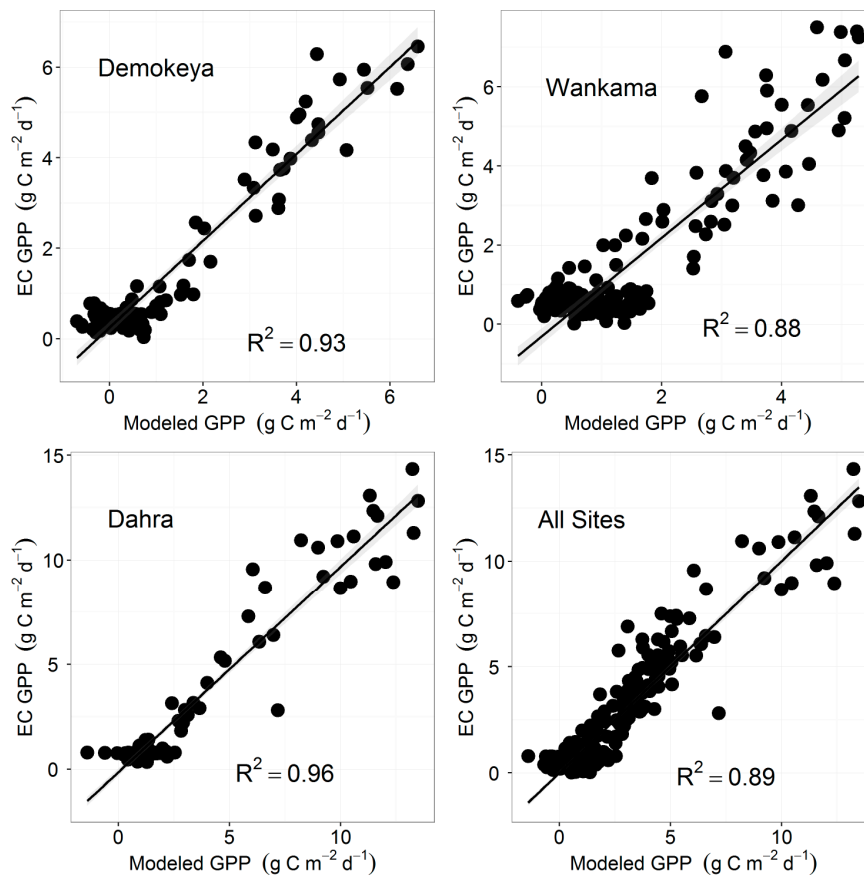 Demokeya
R² = 0.93
EC GPP (g C m⁻² d⁻¹)
6
4
2
0
0 2 4 6
Modeled GPP (g C m⁻² d⁻¹)
Wankama
R² = 0.88
EC GPP (g C m⁻² d⁻¹)
6
4
2
0
0 2 4
Modeled GPP (g C m⁻² d⁻¹)
Dahra
R² = 0.96
EC GPP (g C m⁻² d⁻¹)
15
10
5
0
0 5 10
Modeled GPP (g C m⁻² d⁻¹)
All Sites
R² = 0.89
EC GPP (g C m⁻² d⁻¹)
15
10
5
0
0 5 10
Modeled GPP (g C m⁻² d⁻¹)